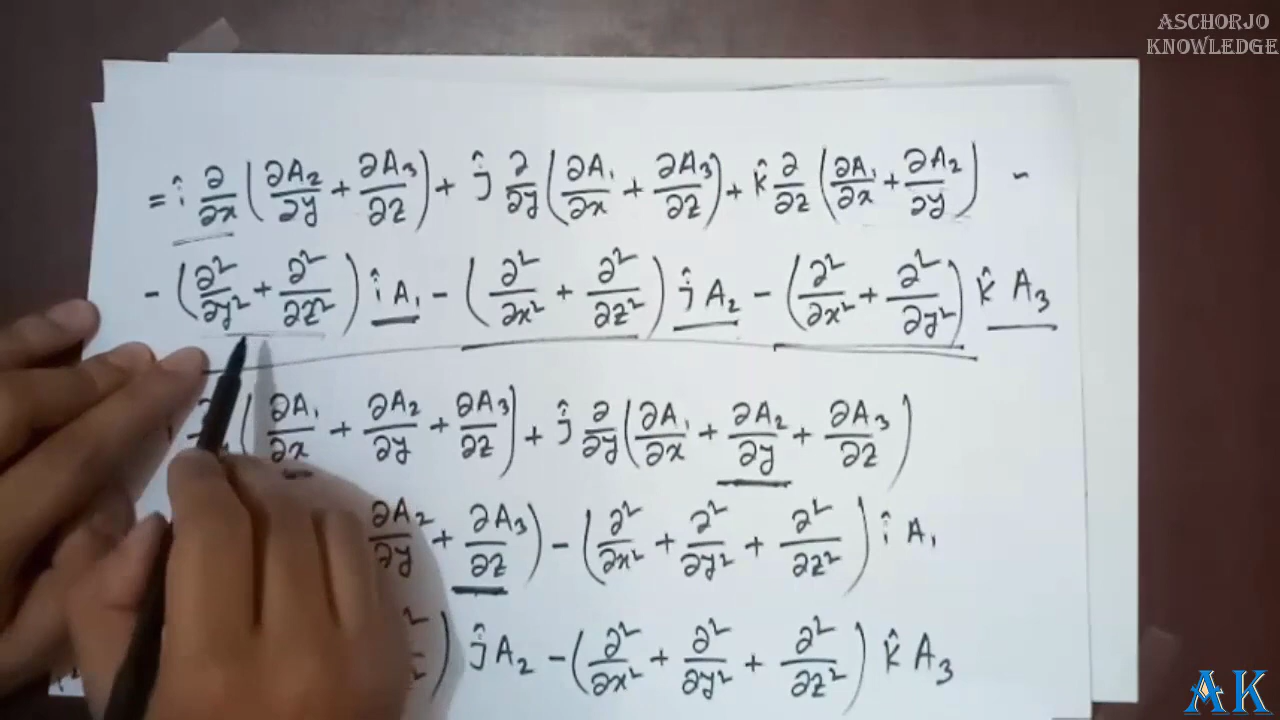 ASCHORJO
KNOWLEDGE
= î ∂/∂x (∂A₂/∂y + ∂A₃/∂z) + ĵ ∂/∂y (∂A₁/∂x + ∂A₃/∂z) + k̂ ∂/∂z (∂A₁/∂x + ∂A₂/∂y) -
- (∂²/∂y² + ∂²/∂z²) î A₁ - (∂²/∂x² + ∂²/∂z²) ĵ A₂ - (∂²/∂x² + ∂²/∂y²) k̂ A₃
(∂A₁/∂x + ∂A₂/∂y + ∂A₃/∂z) + ĵ ∂/∂y (∂A₁/∂x + ∂A₂/∂y + ∂A₃/∂z)
∂A₂/∂y + ∂A₃/∂z) - (∂²/∂x² + ∂²/∂y² + ∂²/∂z²) î A₁
) ĵ A₂ - (∂²/∂x² + ∂²/∂y² + ∂²/∂z²) k̂ A₃
AK